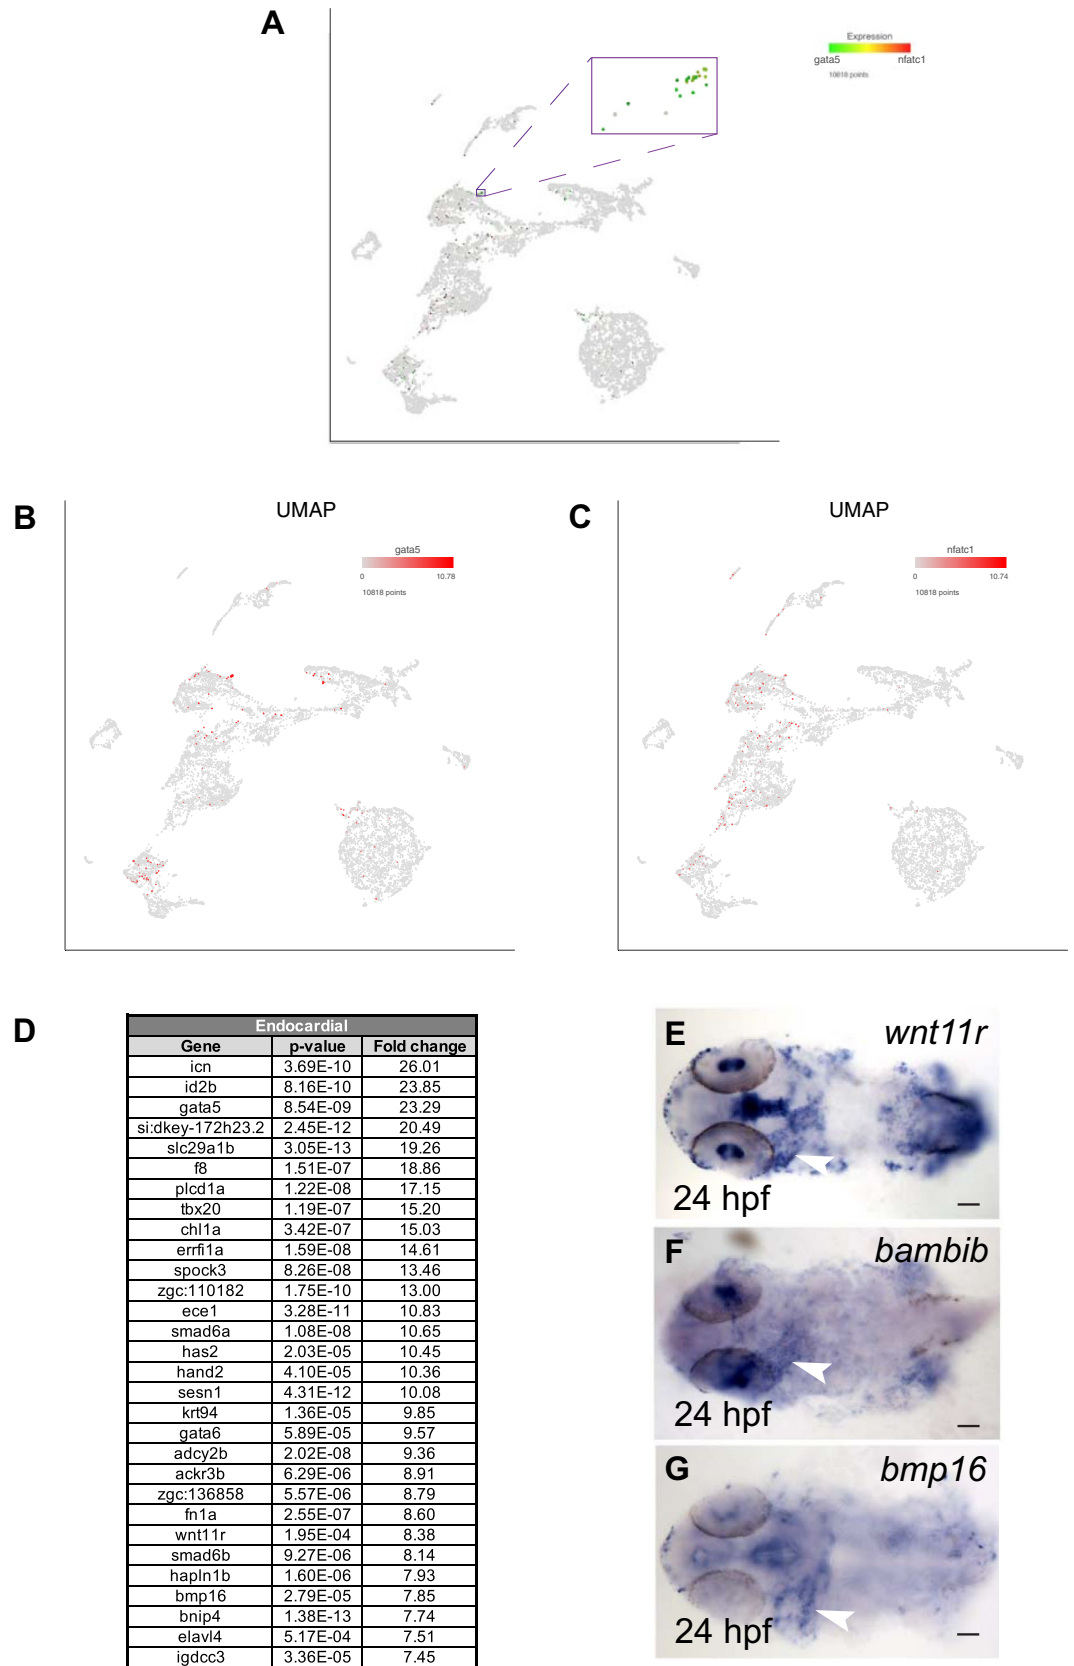 A
Expression
gata5 nfatc1
10818 points
B
UMAP
gata5
0 10.78
10818 points
C
UMAP
nfatc1
0 10.74
10818 points
D
Endocardial
Gene p-value Fold change
icn 3.69E-10 26.01
id2b 8.16E-10 23.85
gata5 8.54E-09 23.29
si:dkey-172h23.2 2.45E-12 20.49
slc29a1b 3.05E-13 19.26
f8 1.51E-07 18.86
plcd1a 1.22E-08 17.15
tbx20 1.19E-07 15.20
chl1a 3.42E-07 15.03
errfi1a 1.59E-08 14.61
spock3 8.26E-08 13.46
zgc:110182 1.75E-10 13.00
ece1 3.28E-11 10.83
smad6a 1.08E-08 10.65
has2 2.03E-05 10.45
hand2 4.10E-05 10.36
sesn1 4.31E-12 10.08
krt94 1.36E-05 9.85
gata6 5.89E-05 9.57
adcy2b 2.02E-08 9.36
ackr3b 6.29E-06 8.91
zgc:136858 5.57E-06 8.79
fn1a 2.55E-07 8.60
wnt11r 1.95E-04 8.38
smad6b 9.27E-06 8.14
hapln1b 1.60E-06 7.93
bmp16 2.79E-05 7.85
bnip4 1.38E-13 7.74
elavl4 5.17E-04 7.51
igdcc3 3.36E-05 7.45
E wnt11r
24 hpf
F bambib
24 hpf
G bmp16
24 hpf